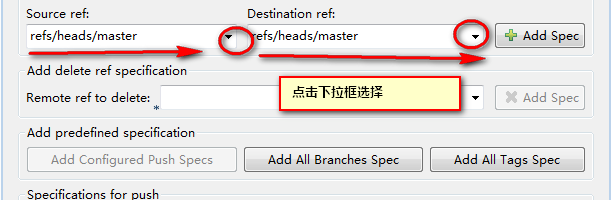 Source ref: Destination ref:
refs/heads/master refs/heads/master Add Spec
Add delete ref specification
Remote ref to delete: Add Spec
*
点击下拉框选择
Add predefined specification
Add Configured Push Specs Add All Branches Spec Add All Tags Spec
Specifications for push